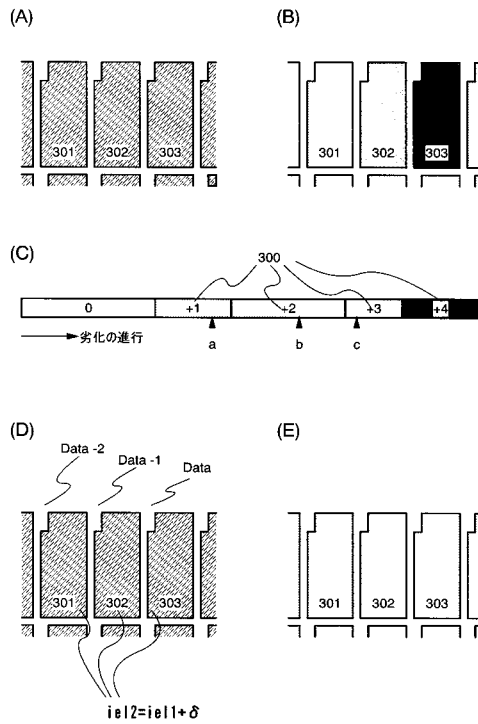 (A)
(B)
301 302 303
301 302 303
(C)
300
0 +1 +2 +3 +4
劣化の進行
a b c
(D)
(E)
Data -2
Data -1
Data
301 302 303
301 302 303
iel2=iel1+δ